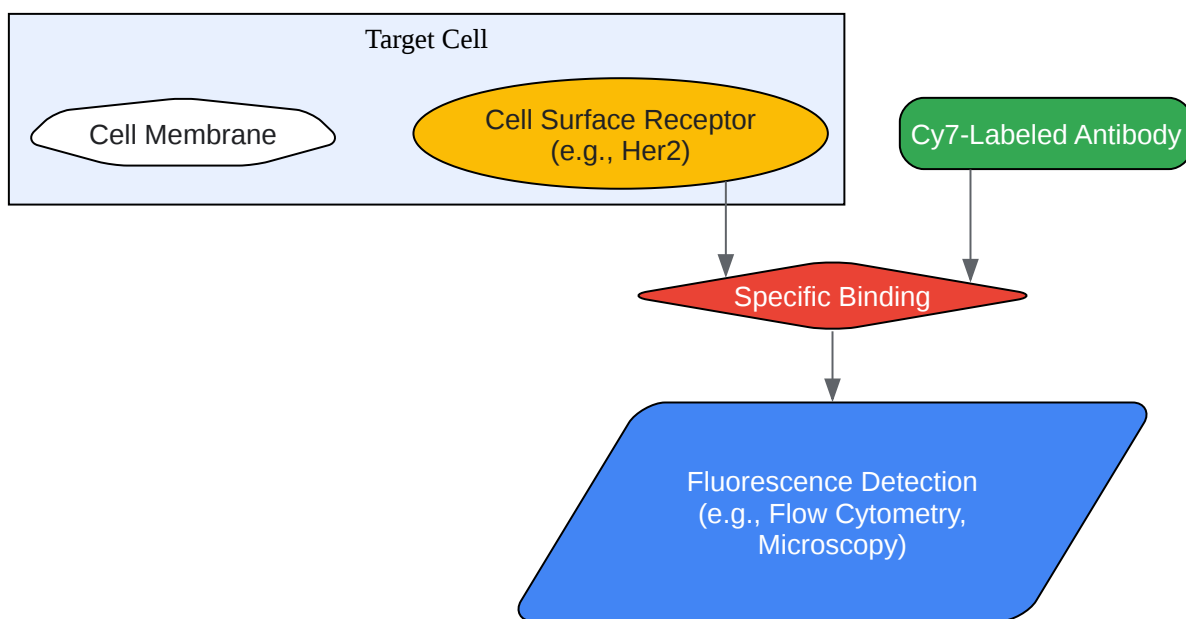 Target Cell
Cell Membrane
Cell Surface Receptor
(e.g., Her2)
Cy7-Labeled Antibody
Specific Binding
Fluorescence Detection
(e.g., Flow Cytometry,
Microscopy)